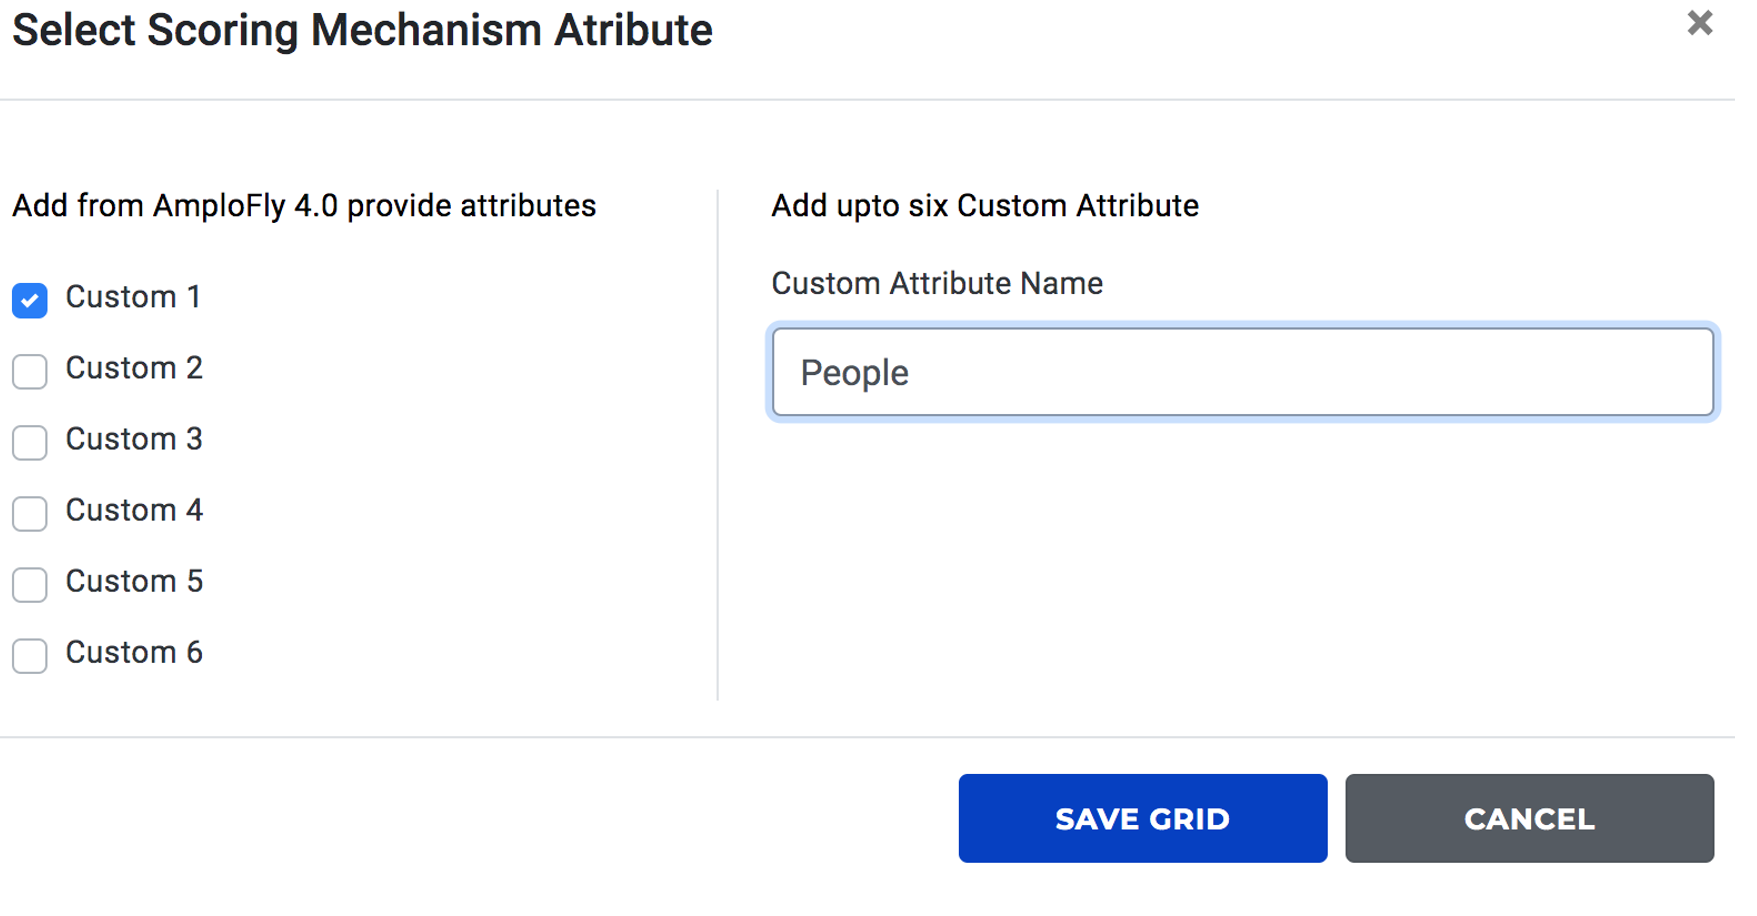 Select Scoring Mechanism Atribute
Add from AmploFly 4.0 provide attributes
Custom 1
Custom 2
Custom 3
Custom 4
Custom 5
Custom 6
Add upto six Custom Attribute
Custom Attribute Name
People
SAVE GRID
CANCEL